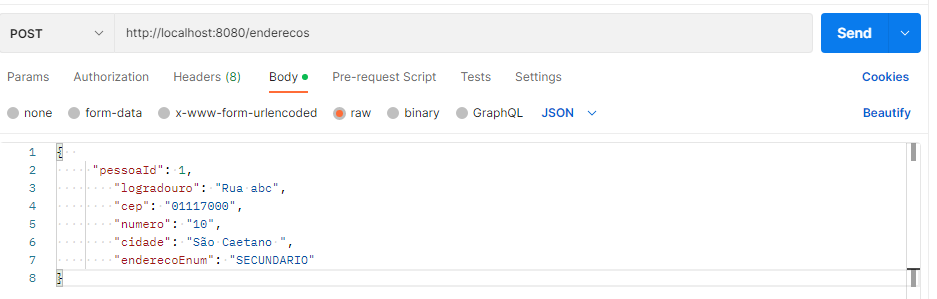 POST http://localhost:8080/enderecos Send
Params Authorization Headers (8) Body Pre-request Script Tests Settings Cookies
none form-data x-www-form-urlencoded raw binary GraphQL JSON Beautify
1 {
2 "pessoaId": 1,
3 "logradouro": "Rua abc",
4 "cep": "01117000",
5 "numero": "10",
6 "cidade": "São Caetano ",
7 "enderecoEnum": "SECUNDARIO"
8 }